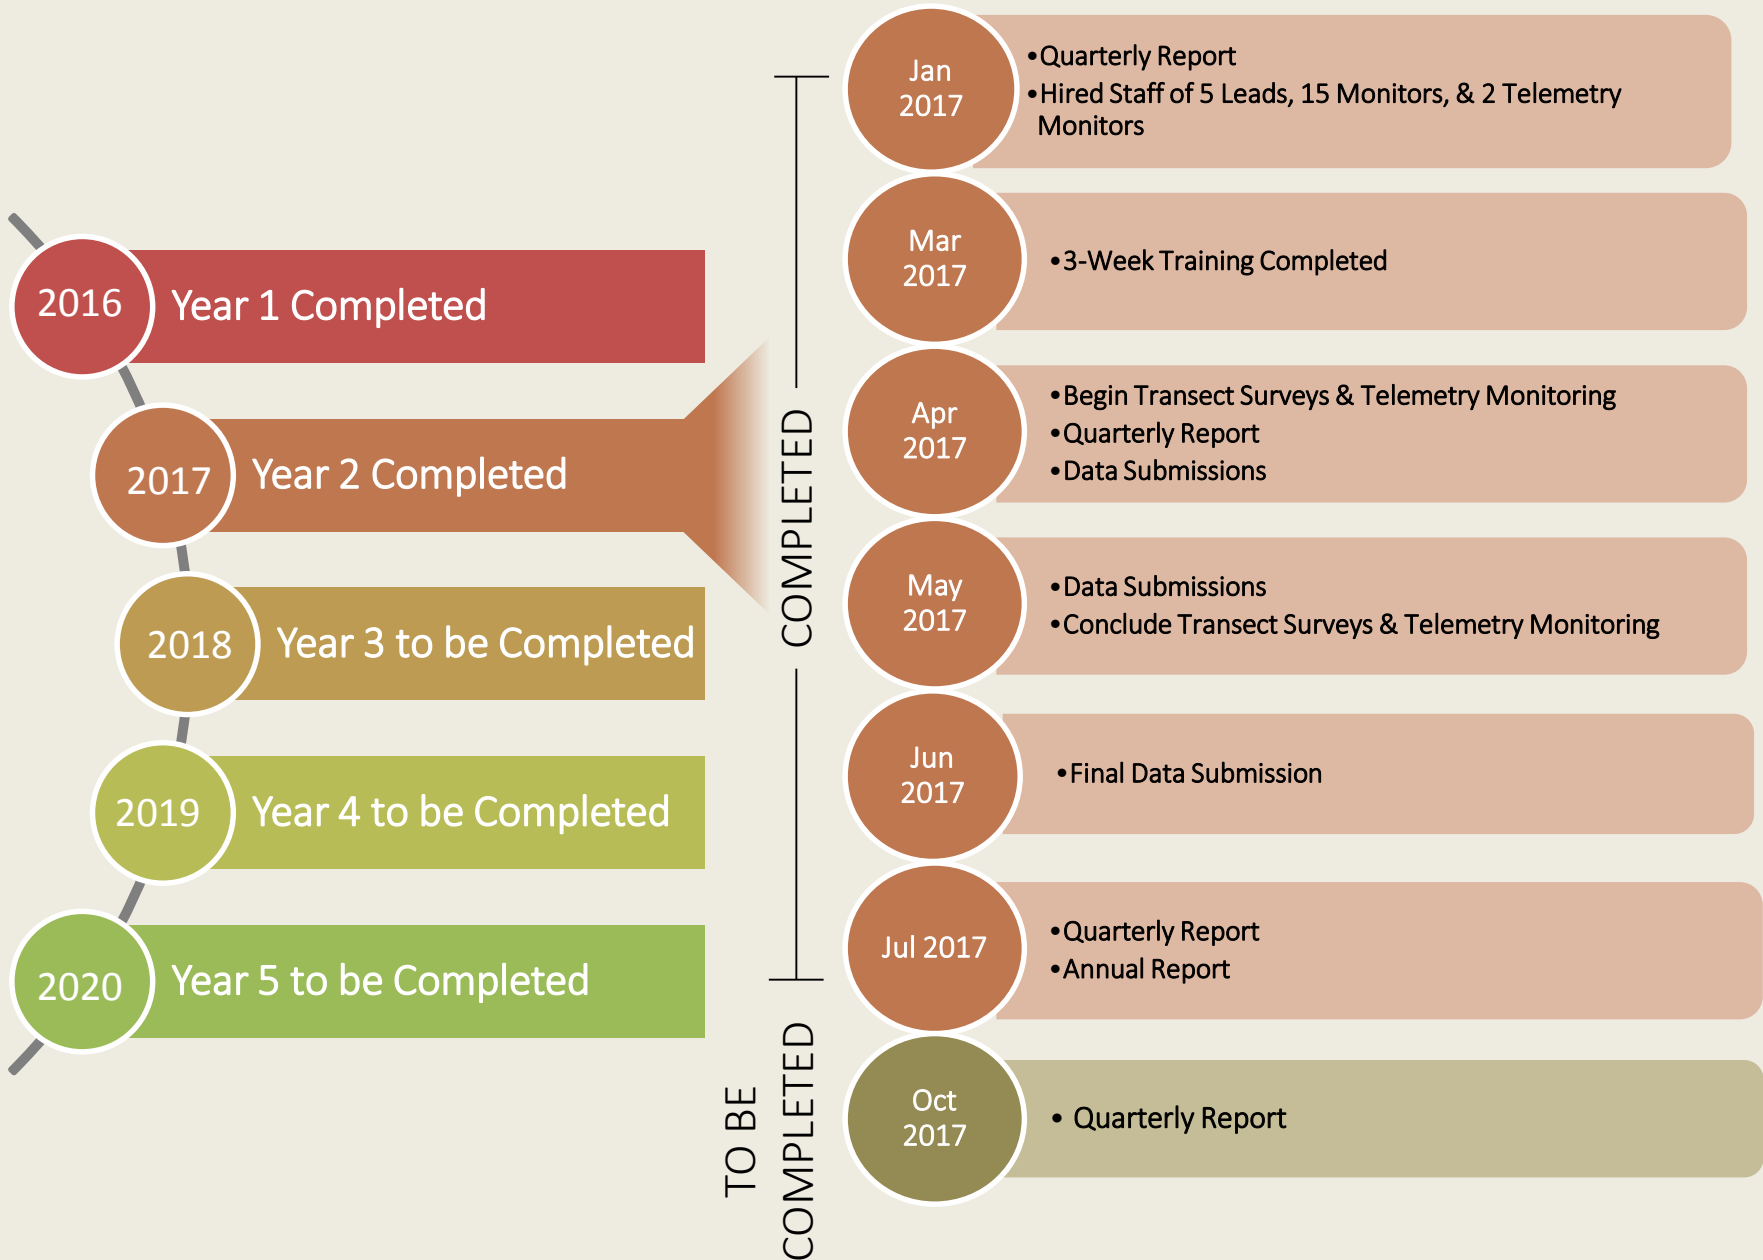 2016
Year 1 Completed
2017
Year 2 Completed
2018
Year 3 to be Completed
2019
Year 4 to be Completed
2020
Year 5 to be Completed
COMPLETED
TO BE
COMPLETED
Jan
2017
•Quarterly Report
•Hired Staff of 5 Leads, 15 Monitors, & 2 Telemetry
Monitors
Mar
2017
•3-Week Training Completed
Apr
2017
•Begin Transect Surveys & Telemetry Monitoring
•Quarterly Report
•Data Submissions
May
2017
•Data Submissions
•Conclude Transect Surveys & Telemetry Monitoring
Jun
2017
•Final Data Submission
Jul 2017
•Quarterly Report
•Annual Report
Oct
2017
• Quarterly Report